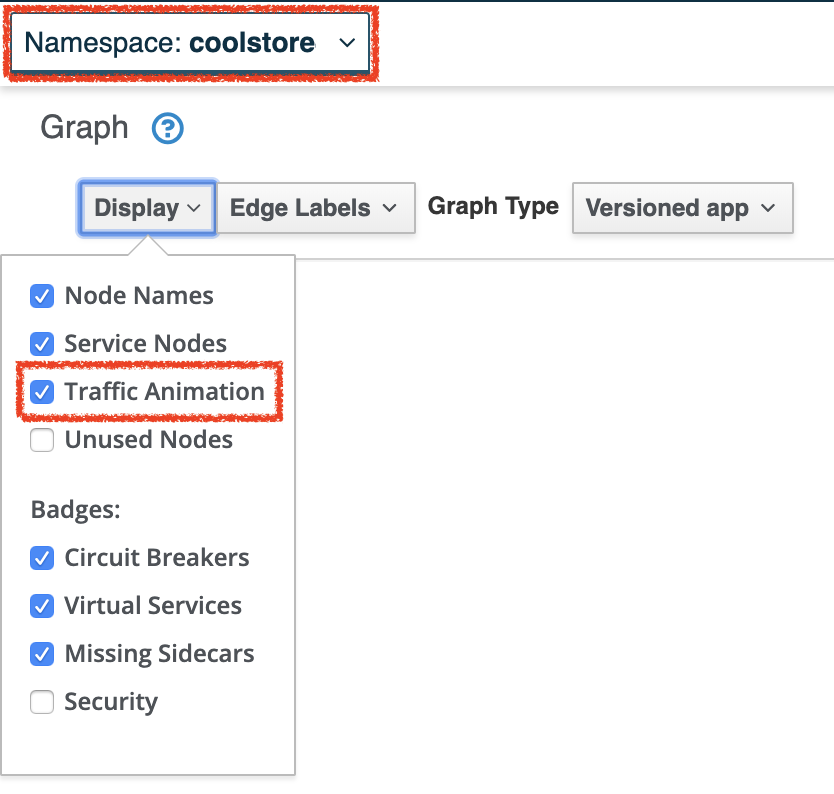 Namespace: coolstore
Graph ?
Display Edge Labels Graph Type Versioned app
Node Names
Service Nodes
Traffic Animation
Unused Nodes
Badges:
Circuit Breakers
Virtual Services
Missing Sidecars
Security